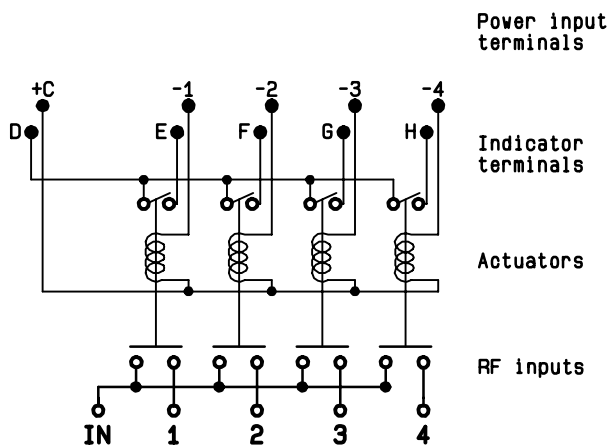 Power input
terminals
+C -1 -2 -3 -4
D E F G H
Indicator
terminals
Actuators
RF inputs
IN 1 2 3 4